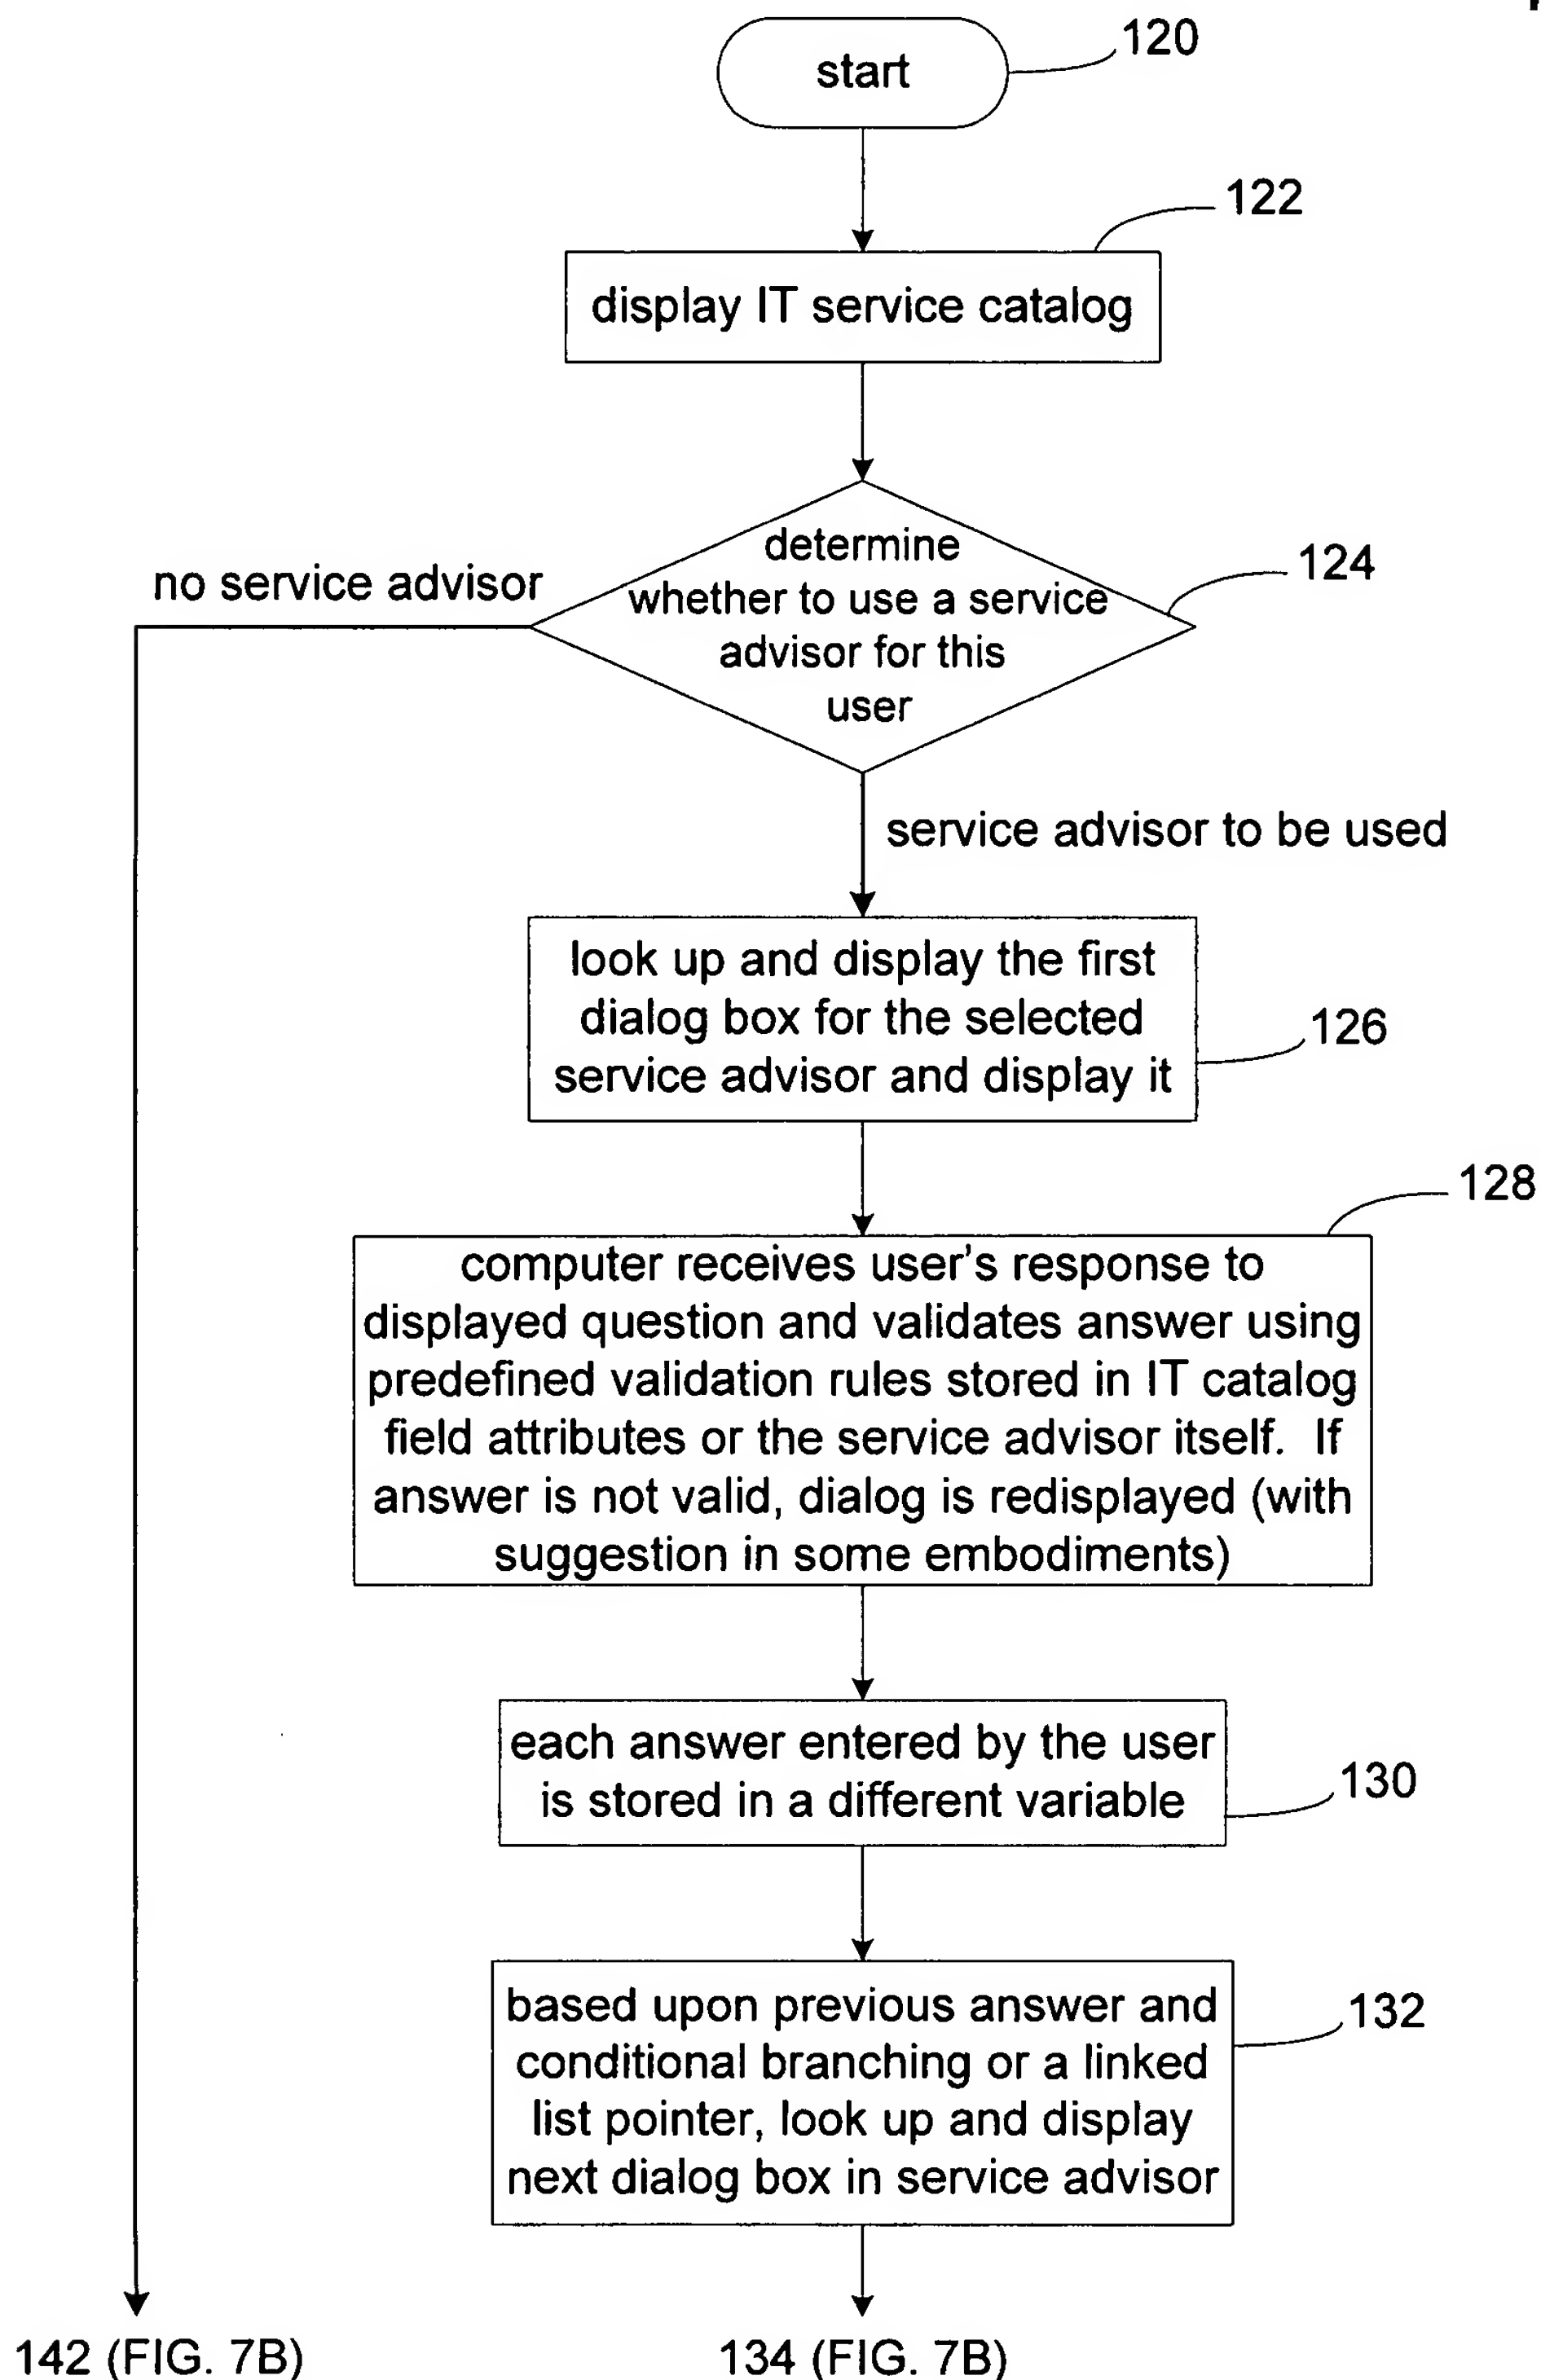 start
120
122
display IT service catalog
determine
whether to use a service
advisor for this
user
124
no service advisor
service advisor to be used
look up and display the first
dialog box for the selected
service advisor and display it
126
128
computer receives user's response to
displayed question and validates answer using
predefined validation rules stored in IT catalog
field attributes or the service advisor itself.  If
answer is not valid, dialog is redisplayed (with
suggestion in some embodiments)
each answer entered by the user
is stored in a different variable
130
based upon previous answer and
conditional branching or a linked
list pointer, look up and display
next dialog box in service advisor
132
142 (FIG. 7B)
134 (FIG. 7B)